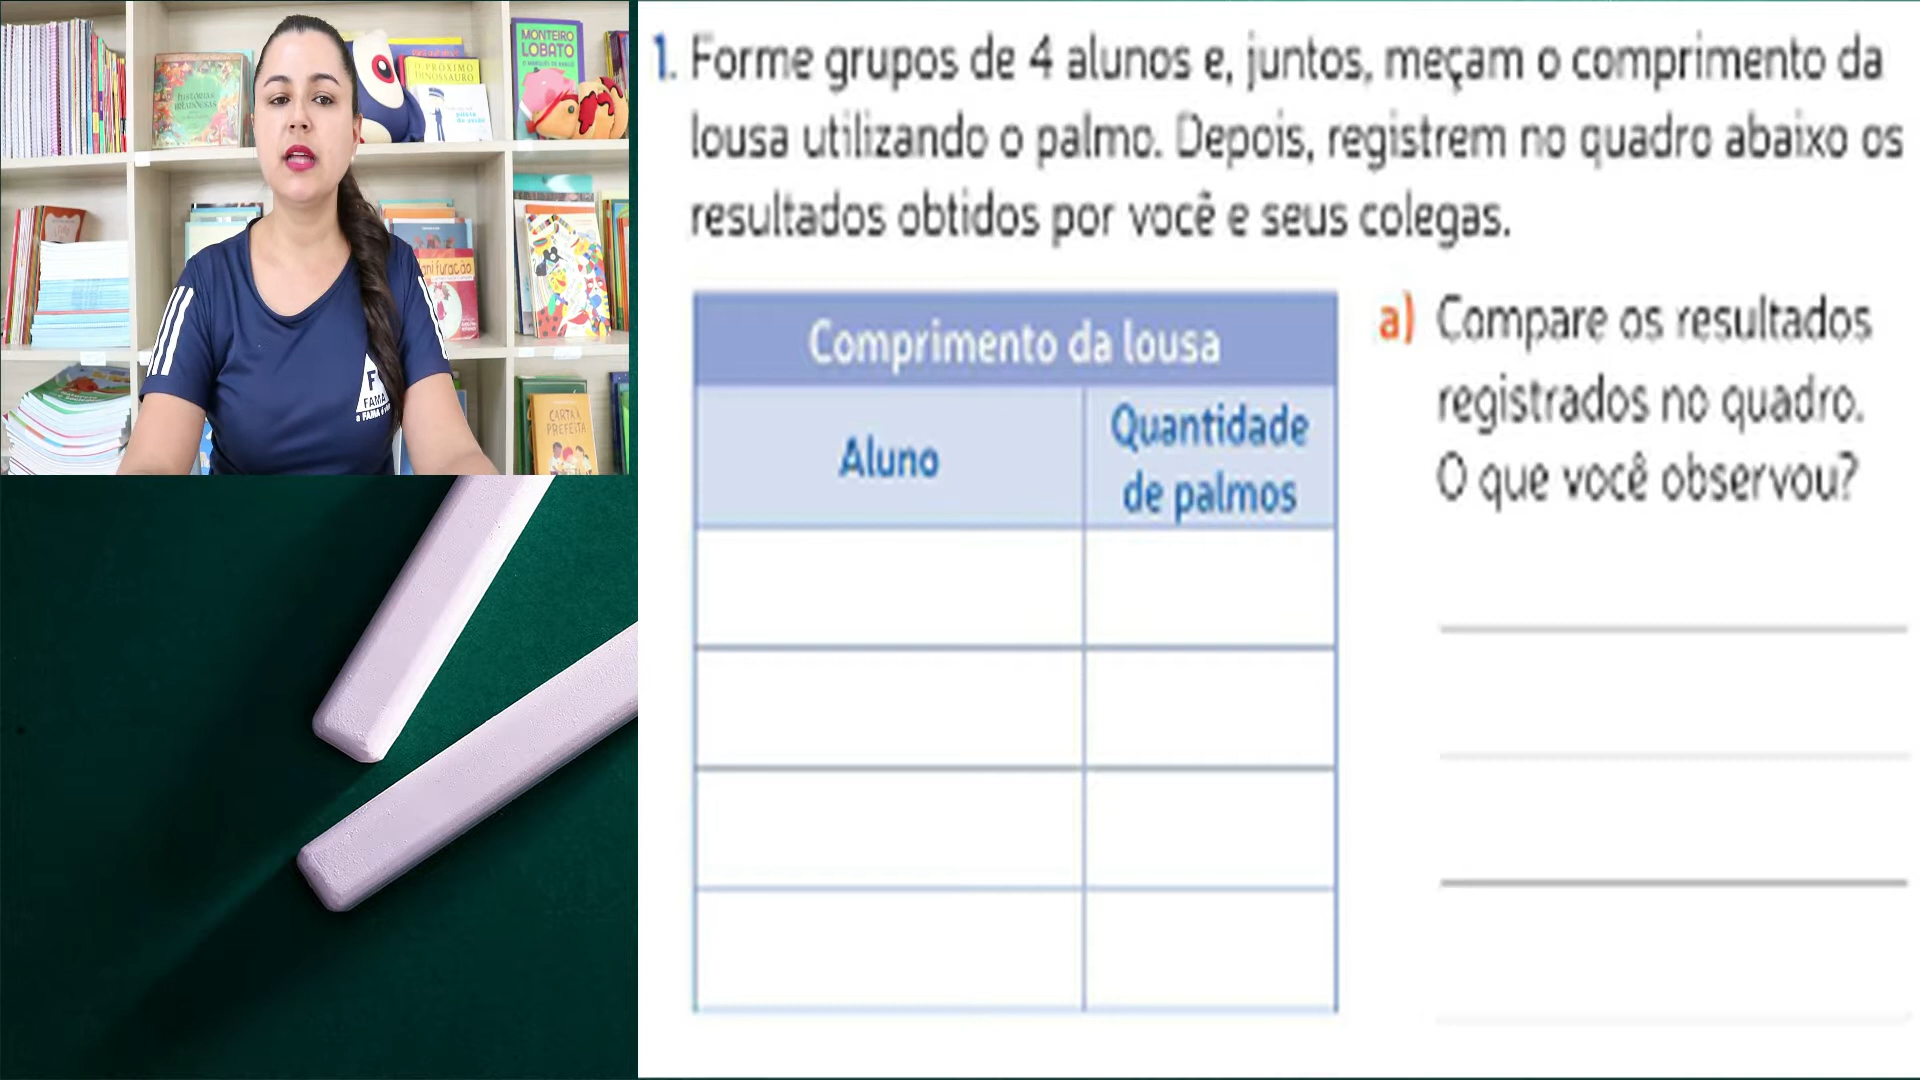 HISTÓRIAS
MONTEIRO
LOBATO
O PRÓXIMO
DINOSSAURO
CARTA À
PREFEITA
F
FAMA
a FAMA é
1. Forme grupos de 4 alunos e, juntos, meçam o comprimento da
lousa utilizando o palmo. Depois, registrem no quadro abaixo os
resultados obtidos por você e seus colegas.
Comprimento da lousa
Aluno
Quantidade
de palmos
a) Compare os resultados
registrados no quadro.
O que você observou?